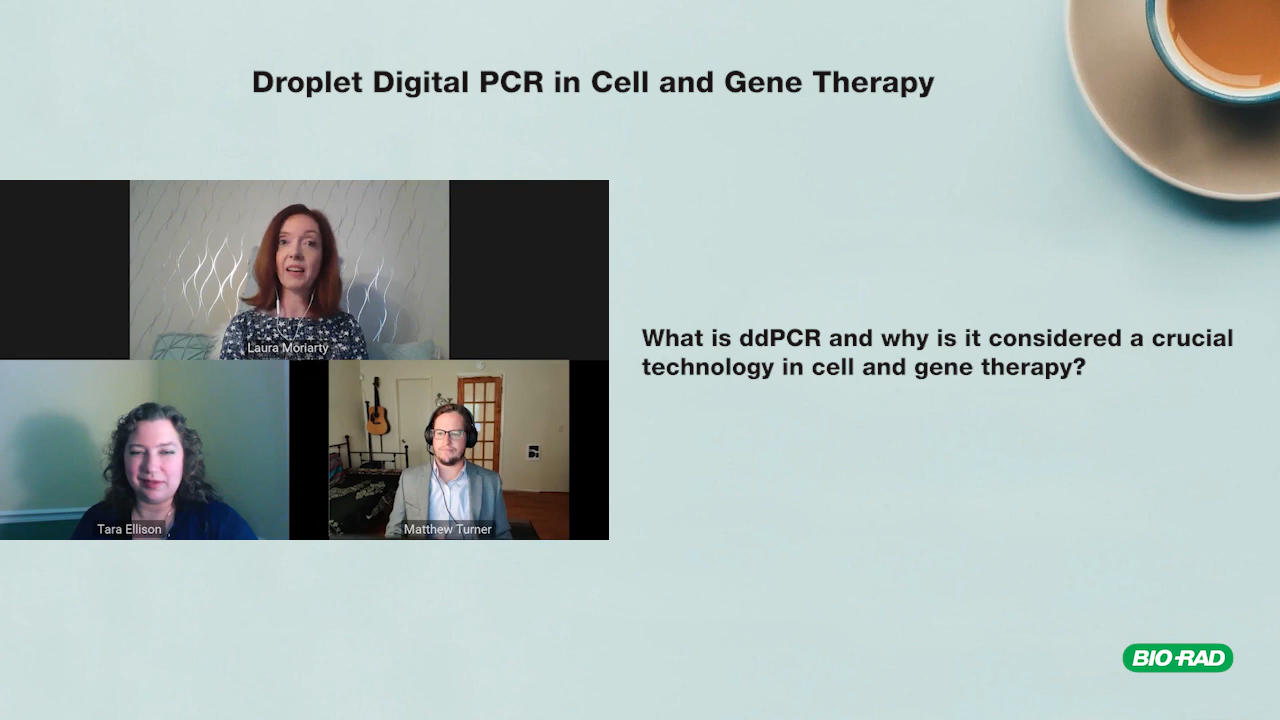 Droplet Digital PCR in Cell and Gene Therapy
Laura Moriarty
What is ddPCR and why is it considered a crucial
technology in cell and gene therapy?
Tara Ellison
Matthew Turner
BIO-RAD